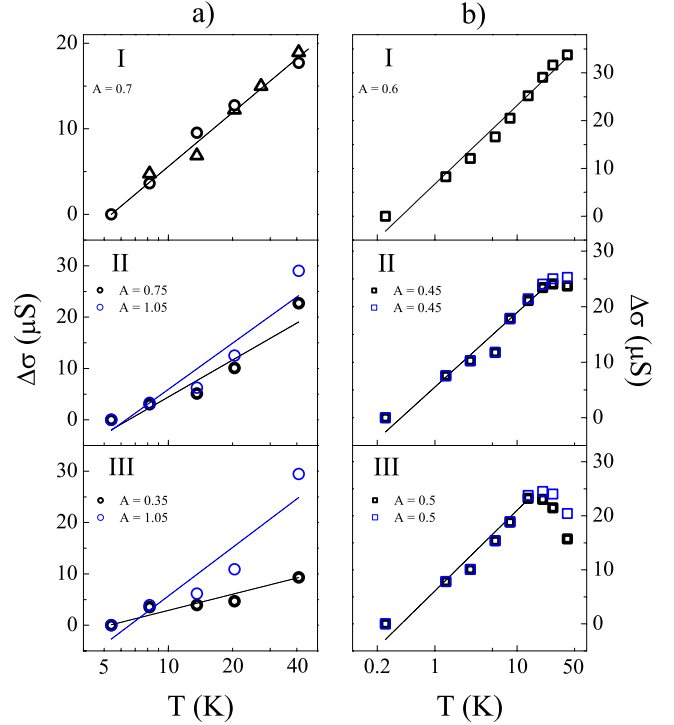 a)
b)
I
A = 0.7
20
10
0
I
A = 0.6
30
20
10
0
II
A = 0.75
A = 1.05
30
20
10
0
II
A = 0.45
A = 0.45
30
20
10
0
III
A = 0.35
A = 1.05
30
20
10
0
III
A = 0.5
A = 0.5
30
20
10
0
Δσ (µS)
Δσ (µS)
5 10 20 40
0.2 1 10 50
T (K)
T (K)